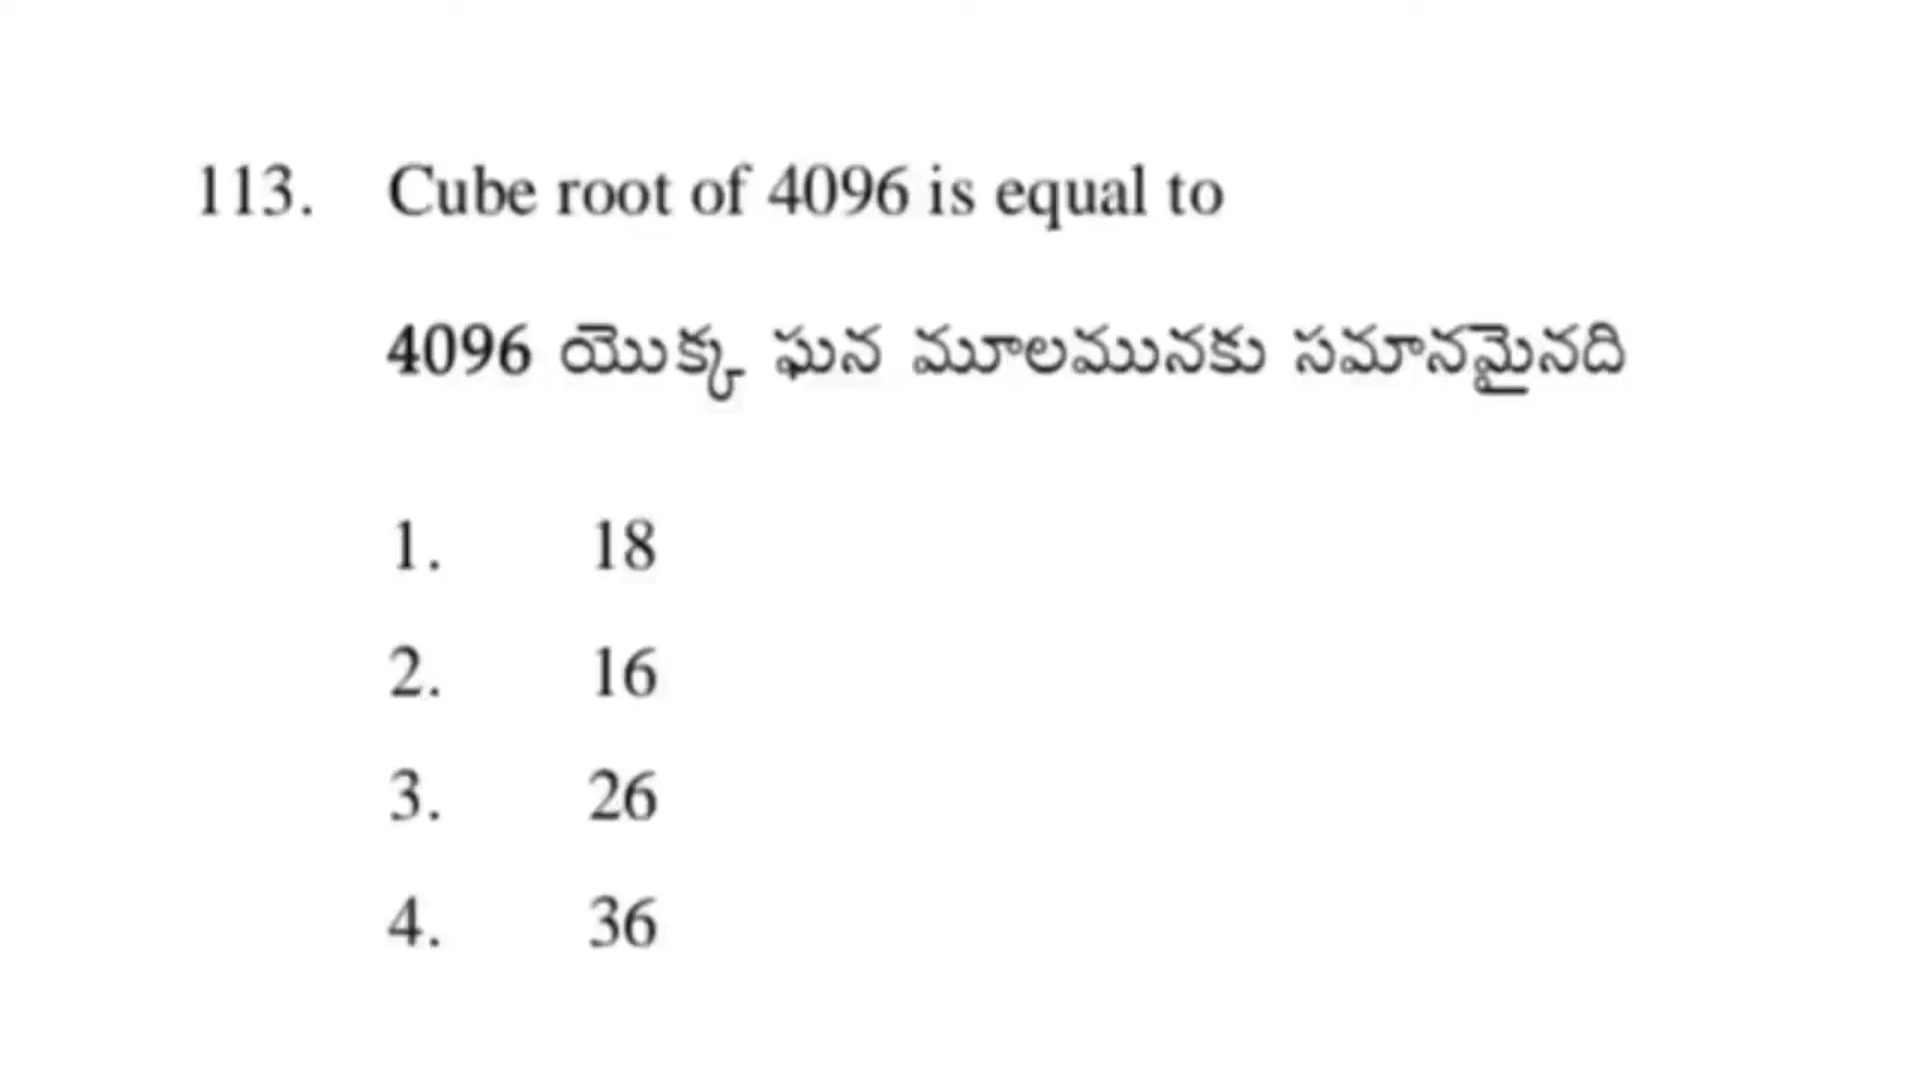 113. Cube root of 4096 is equal to
4096 యొక్క ఘన మూలమునకు సమానమైనది
1. 18
2. 16
3. 26
4. 36